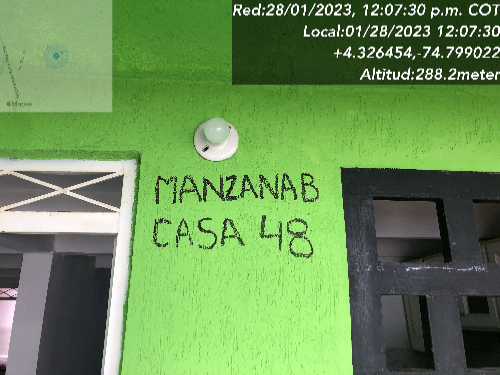 Red:28/01/2023, 12:07:30 p.m. COT
Local:01/28/2023 12:07:30
+4.326454,-74.799022
Altitud:288.2meter
MANZANAB
CASA 48